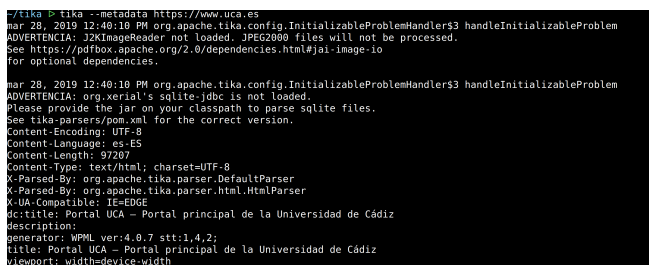 ~/tika ▷ tika --metadata https://www.uca.es
mar 28, 2019 12:40:10 PM org.apache.tika.config.InitializableProblemHandler$3 handleInitializableProblem
ADVERTENCIA: J2KImageReader not loaded. JPEG2000 files will not be processed.
See https://pdfbox.apache.org/2.0/dependencies.html#jai-image-io
for optional dependencies.

mar 28, 2019 12:40:10 PM org.apache.tika.config.InitializableProblemHandler$3 handleInitializableProblem
ADVERTENCIA: org.xerial's sqlite-jdbc is not loaded.
Please provide the jar on your classpath to parse sqlite files.
See tika-parsers/pom.xml for the correct version.
Content-Encoding: UTF-8
Content-Language: es-ES
Content-Length: 97207
Content-Type: text/html; charset=UTF-8
X-Parsed-By: org.apache.tika.parser.DefaultParser
X-Parsed-By: org.apache.tika.parser.html.HtmlParser
X-UA-Compatible: IE=EDGE
dc:title: Portal UCA – Portal principal de la Universidad de Cádiz
description:
generator: WPML ver:4.0.7 stt:1,4,2;
title: Portal UCA – Portal principal de la Universidad de Cádiz
viewport: width=device-width